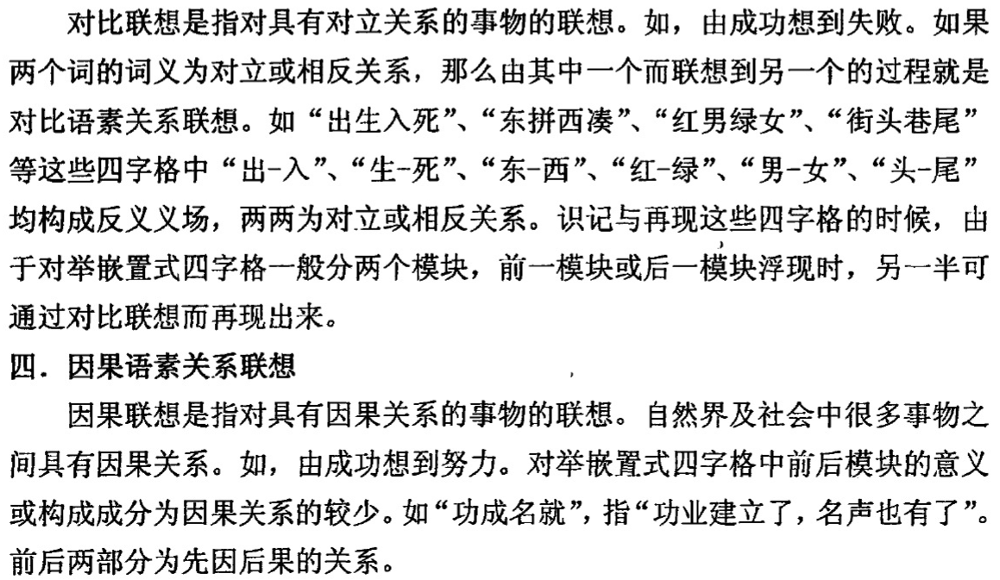 对比联想是指对具有对立关系的事物的联想。如，由成功想到失败。如果
两个词的词义为对立或相反关系，那么由其中一个而联想到另一个的过程就是
对比语素关系联想。如“出生入死”、“东拼西凑”、“红男绿女”、“街头巷尾”
等这些四字格中“出-入”、“生-死”、“东-西”、“红-绿”、“男-女”、“头-尾”
均构成反义义场，两两为对立或相反关系。识记与再现这些四字格的时候，由
于对举嵌置式四字格一般分两个模块，前一模块或后一模块浮现时，另一半可
通过对比联想而再现出来。
四．因果语素关系联想
因果联想是指对具有因果关系的事物的联想。自然界及社会中很多事物之
间具有因果关系。如，由成功想到努力。对举嵌置式四字格中前后模块的意义
或构成成分为因果关系的较少。如“功成名就”，指“功业建立了，名声也有了”。
前后两部分为先因后果的关系。